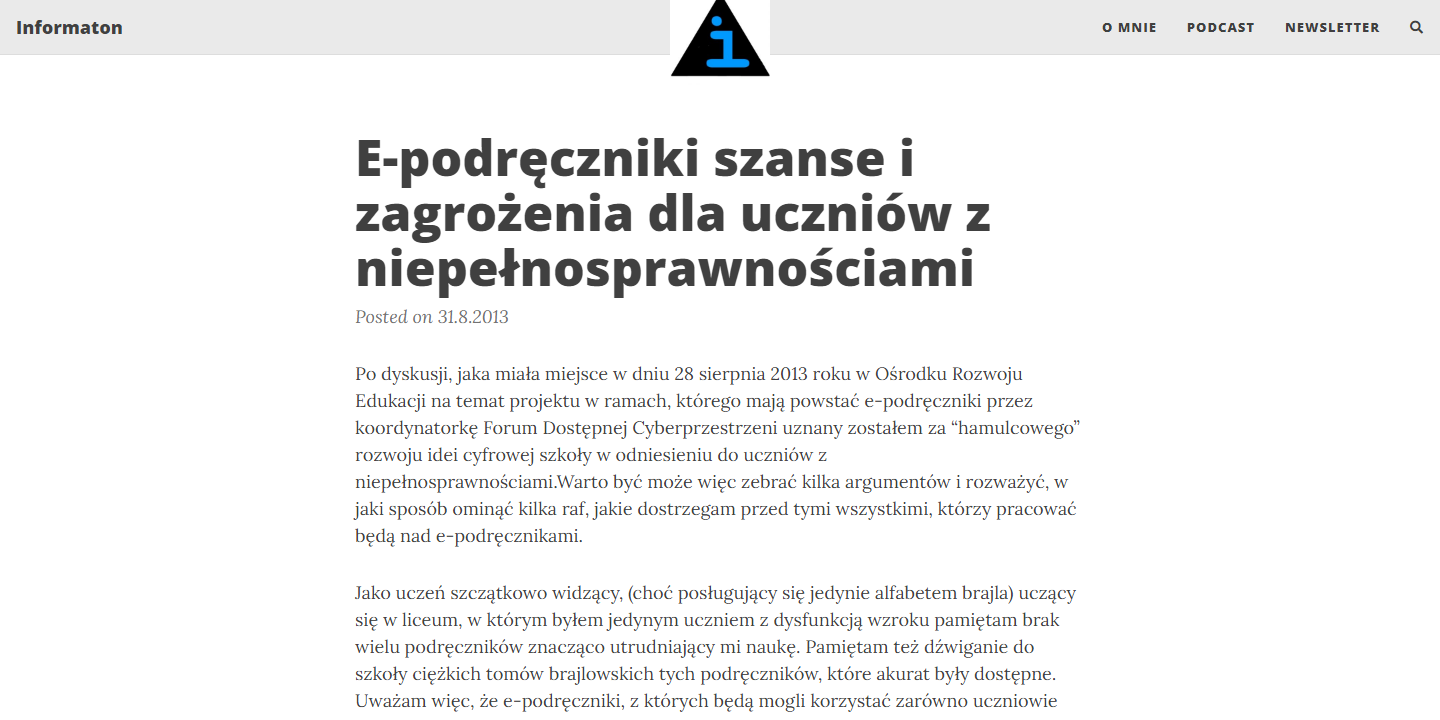 Informaton
i
O MNIE PODCAST NEWSLETTER
E-podręczniki szanse i
zagrożenia dla uczniów z
niepełnosprawnościami
Posted on 31.8.2013
Po dyskusji, jaka miała miejsce w dniu 28 sierpnia 2013 roku w Ośrodku Rozwoju
Edukacji na temat projektu w ramach, którego mają powstać e-podręczniki przez
koordynatorkę Forum Dostępnej Cyberprzestrzeni uznany zostałem za “hamulcowego”
rozwoju idei cyfrowej szkoły w odniesieniu do uczniów z
niepełnosprawnościami.Warto być może więc zebrać kilka argumentów i rozważyć, w
jaki sposób ominąć kilka raf, jakie dostrzegam przed tymi wszystkimi, którzy pracować
będą nad e-podręcznikami.
Jako uczeń szczątkowo widzący, (choć posługujący się jedynie alfabetem brajla) uczący
się w liceum, w którym byłem jedynym uczniem z dysfunkcją wzroku pamiętam brak
wielu podręczników znacząco utrudniający mi naukę. Pamiętam też dźwiganie do
szkoły ciężkich tomów brajlowskich tych podręczników, które akurat były dostępne.
Uważam więc, że e-podręczniki, z których będą mogli korzystać zarówno uczniowie